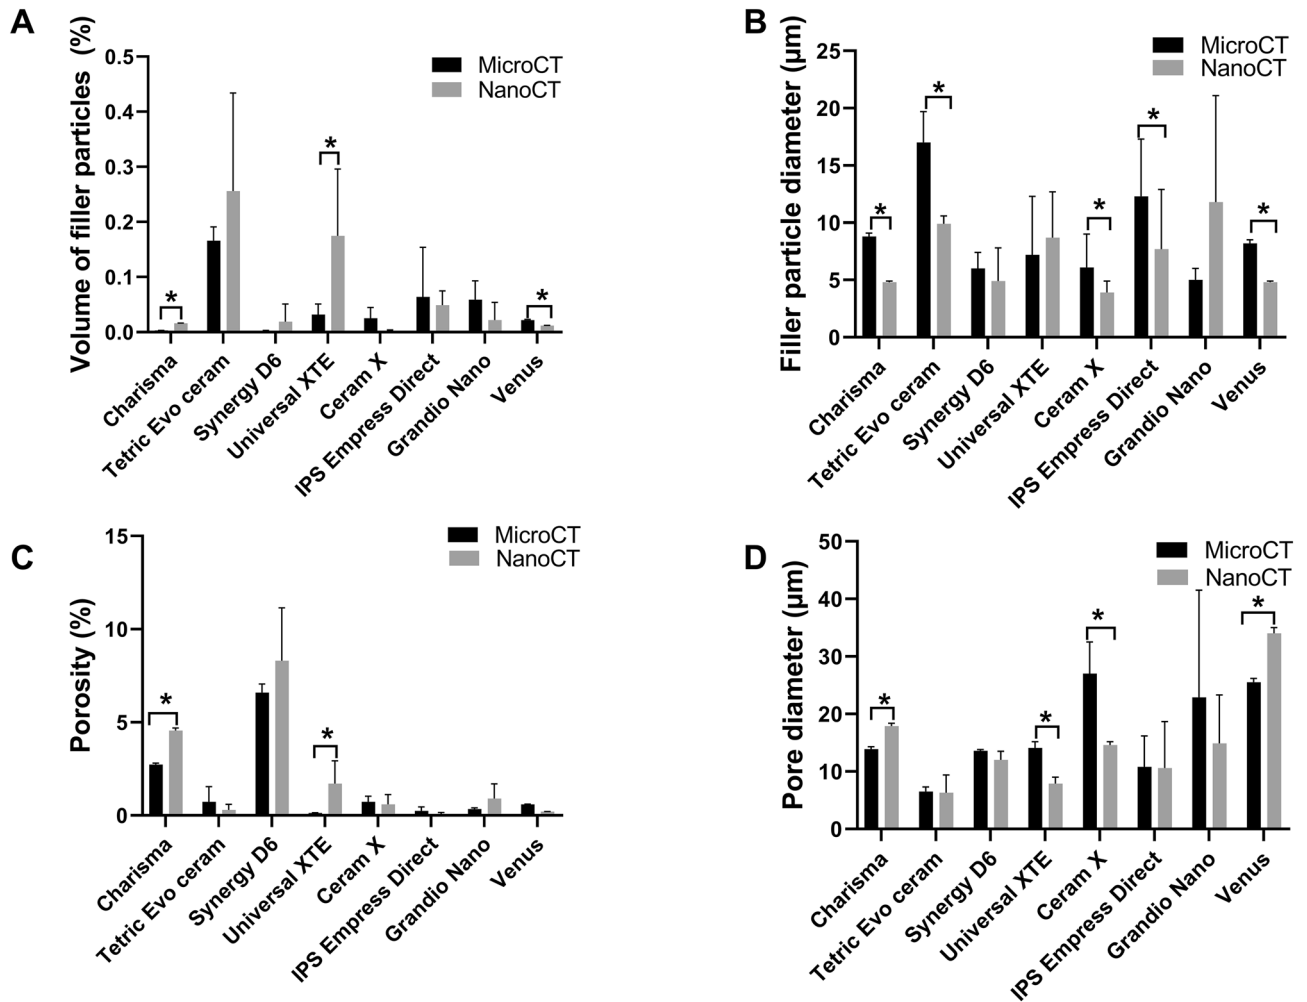 A
Volume of filler particles (%)
0.5
0.4
0.3
0.2
0.1
0.0
MicroCT
NanoCT
*
*
*
Charisma
Tetric Evo ceram
Synergy D6
Universal XTE
Ceram X
IPS Empress Direct
Grandio Nano
Venus
B
Filler particle diameter (µm)
25
20
15
10
5
0
MicroCT
NanoCT
*
*
*
*
*
Charisma
Tetric Evo ceram
Synergy D6
Universal XTE
Ceram X
IPS Empress Direct
Grandio Nano
Venus
C
Porosity (%)
15
10
5
0
MicroCT
NanoCT
*
*
Charisma
Tetric Evo ceram
Synergy D6
Universal XTE
Ceram X
IPS Empress Direct
Grandio Nano
Venus
D
Pore diameter (µm)
50
40
30
20
10
0
MicroCT
NanoCT
*
*
*
*
Charisma
Tetric Evo ceram
Synergy D6
Universal XTE
Ceram X
IPS Empress Direct
Grandio Nano
Venus